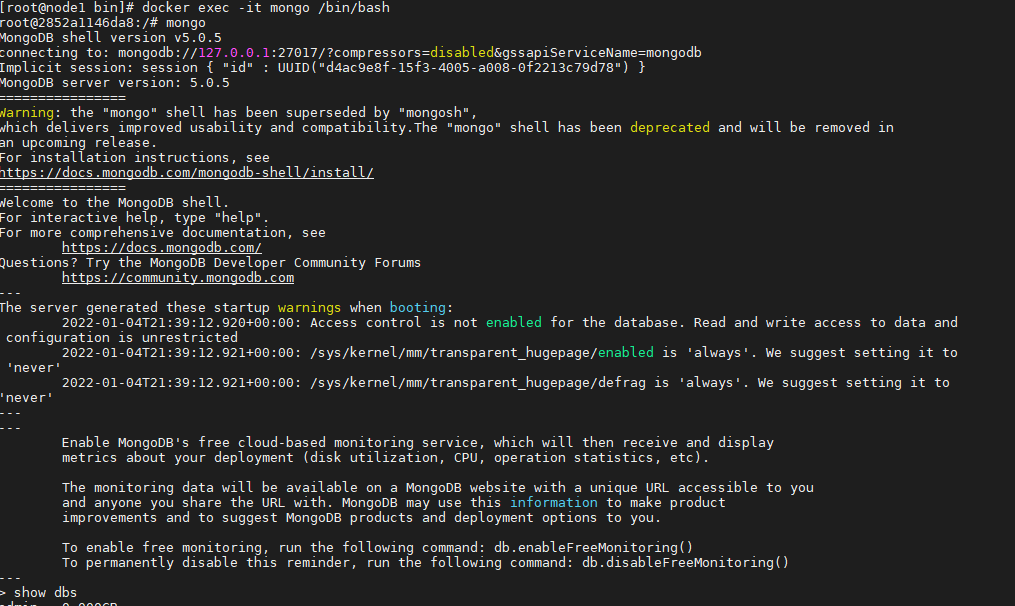 [root@node1 bin]# docker exec -it mongo /bin/bash
root@2852a1146da8:/# mongo
MongoDB shell version v5.0.5
connecting to: mongodb://127.0.0.1:27017/?compressors=disabled&gssapiServiceName=mongodb
Implicit session: session { "id" : UUID("d4ac9e8f-15f3-4005-a008-0f2213c79d78") }
MongoDB server version: 5.0.5
================
Warning: the "mongo" shell has been superseded by "mongosh",
which delivers improved usability and compatibility.The "mongo" shell has been deprecated and will be removed in
an upcoming release.
For installation instructions, see
https://docs.mongodb.com/mongodb-shell/install/
================
Welcome to the MongoDB shell.
For interactive help, type "help".
For more comprehensive documentation, see
https://docs.mongodb.com/
Questions? Try the MongoDB Developer Community Forums
https://community.mongodb.com
---
The server generated these startup warnings when booting:
2022-01-04T21:39:12.920+00:00: Access control is not enabled for the database. Read and write access to data and
configuration is unrestricted
2022-01-04T21:39:12.921+00:00: /sys/kernel/mm/transparent_hugepage/enabled is 'always'. We suggest setting it to
'never'
2022-01-04T21:39:12.921+00:00: /sys/kernel/mm/transparent_hugepage/defrag is 'always'. We suggest setting it to
'never'
---
---
Enable MongoDB's free cloud-based monitoring service, which will then receive and display
metrics about your deployment (disk utilization, CPU, operation statistics, etc).
The monitoring data will be available on a MongoDB website with a unique URL accessible to you
and anyone you share the URL with. MongoDB may use this information to make product
improvements and to suggest MongoDB products and deployment options to you.
To enable free monitoring, run the following command: db.enableFreeMonitoring()
To permanently disable this reminder, run the following command: db.disableFreeMonitoring()
---
> show dbs